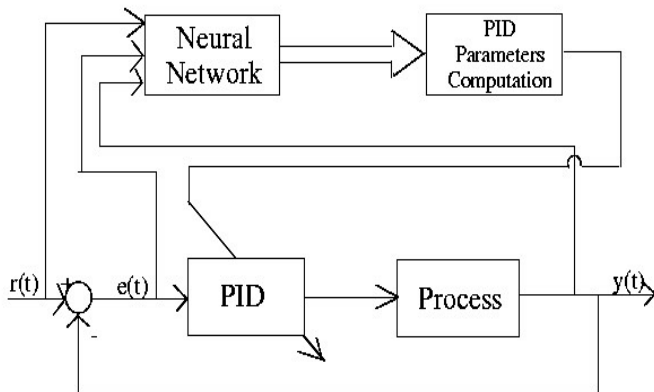 Neural
Network
PID
Parameters
Computation
r(t)
+
-
e(t)
PID
Process
y(t)